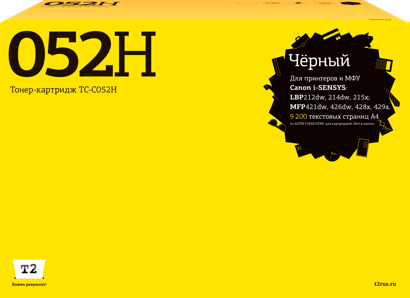 052H
Тонер-картридж TC-C052H
Чёрный
Для принтеров и МФУ
Canon i-SENSYS:
LBP212dw, 214dw, 215x;
MFP421dw, 426dw, 428x, 429x.
9 200 текстовых страниц А4
T2
Важен результат!
t2rus.ru